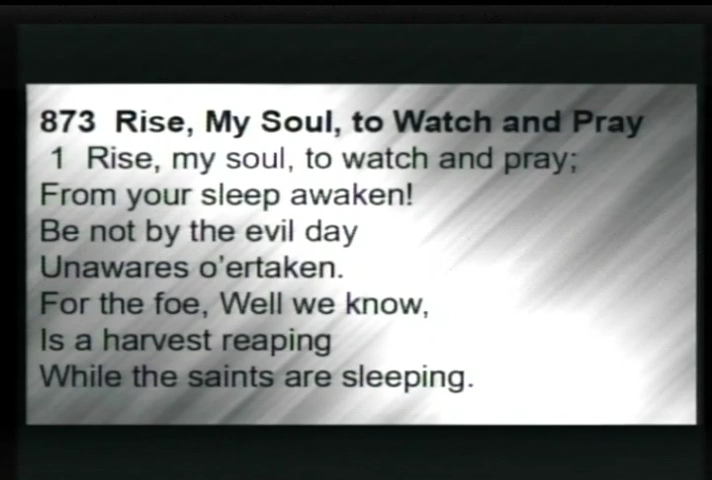 873 Rise, My Soul, to Watch and Pray
1 Rise, my soul, to watch and pray;
From your sleep awaken!
Be not by the evil day
Unawares o'ertaken.
For the foe, Well we know,
Is a harvest reaping
While the saints are sleeping.